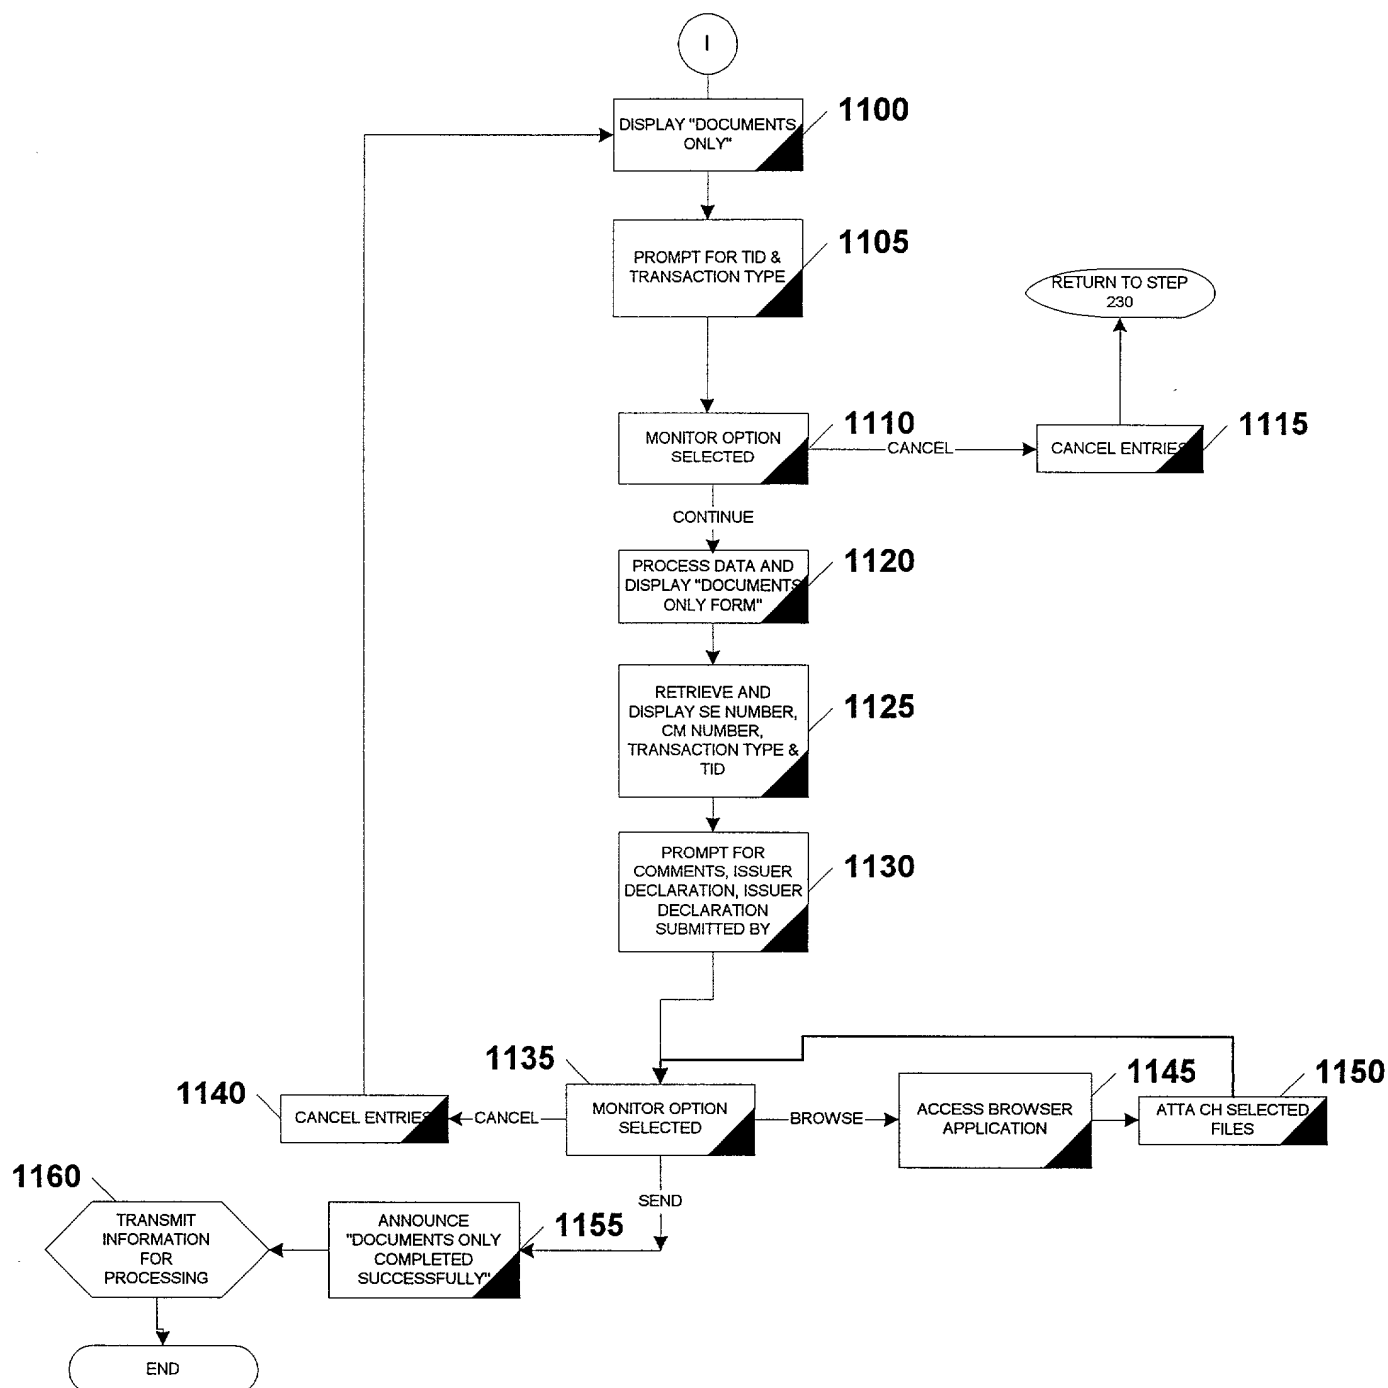 I
DISPLAY "DOCUMENTS
ONLY"
1100
PROMPT FOR TID &
TRANSACTION TYPE
1105
RETURN TO STEP
230
MONITOR OPTION
SELECTED
1110
CANCEL
CANCEL ENTRIES
1115
CONTINUE
PROCESS DATA AND
DISPLAY "DOCUMENTS
ONLY FORM"
1120
RETRIEVE AND
DISPLAY SE NUMBER,
CM NUMBER,
TRANSACTION TYPE &
TID
1125
PROMPT FOR
COMMENTS, ISSUER
DECLARATION, ISSUER
DECLARATION
SUBMITTED BY
1130
1135
MONITOR OPTION
SELECTED
1140
CANCEL ENTRIES
CANCEL
BROWSE
1145
ACCESS BROWSER
APPLICATION
1150
ATTA CH SELECTED
FILES
SEND
1155
ANNOUNCE
"DOCUMENTS ONLY
COMPLETED
SUCCESSFULLY"
1160
TRANSMIT
INFORMATION
FOR
PROCESSING
END